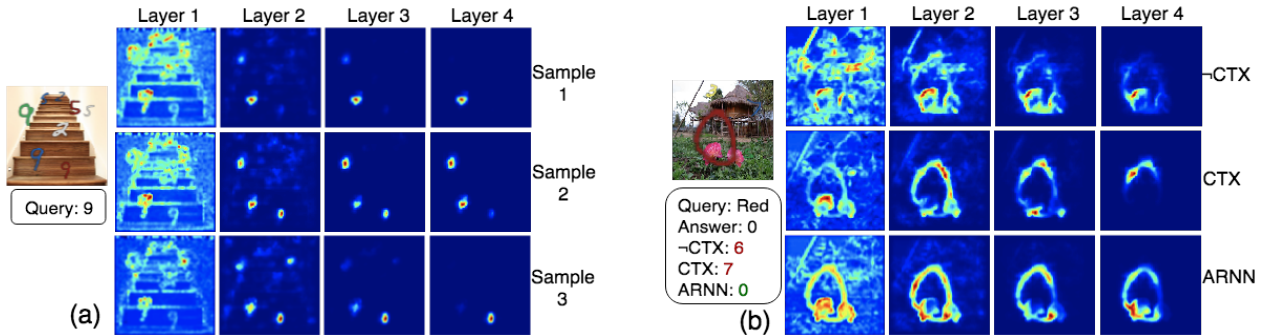 Layer 1 Layer 2 Layer 3 Layer 4
Sample
1
Sample
2
Sample
3
Query: 9
(a)
Layer 1 Layer 2 Layer 3 Layer 4
¬CTX
CTX
ARNN
Query: Red
Answer: 0
¬CTX: 6
CTX: 7
ARNN: 0
(b)